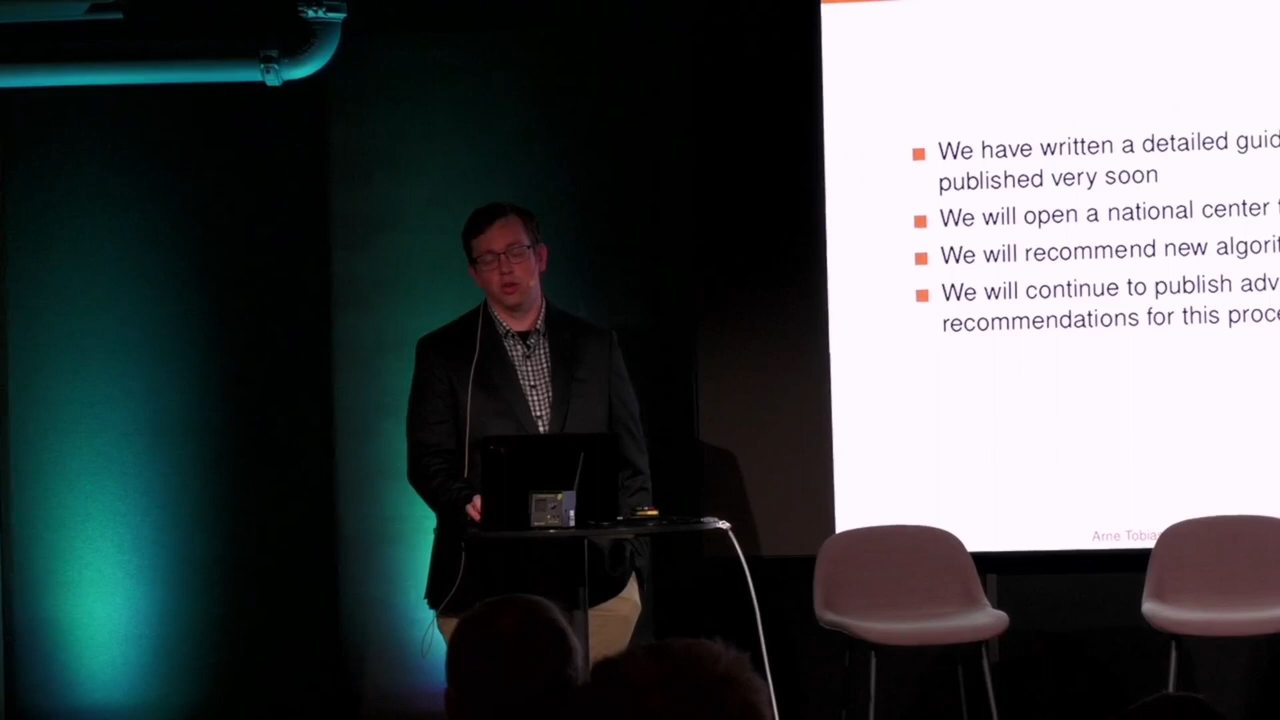 We have written a detailed guid
published very soon
We will open a national center
We will recommend new algorit
We will continue to publish adv
recommendations for this proce
Arne Tobia